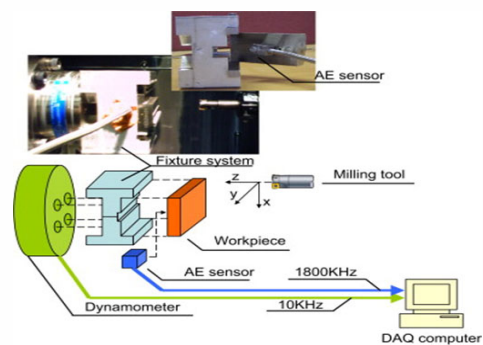 AE sensor
Fixture system
Milling tool
z
y
x
Workpiece
AE sensor
1800KHz
Dynamometer
10KHz
DAQ computer